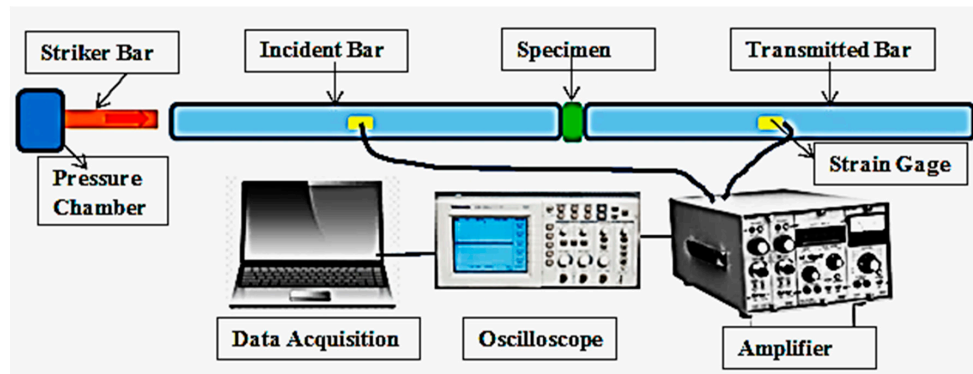 Striker Bar
Incident Bar
Specimen
Transmitted Bar
Pressure
Chamber
Strain Gage
Data Acquisition
Oscilloscope
Amplifier